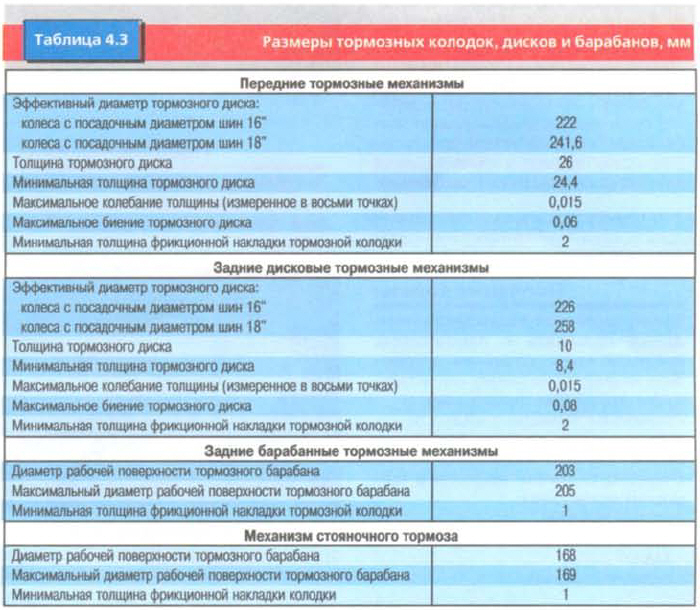 Таблица 4.3
Размеры тормозных колодок, дисков и барабанов, мм
Передние тормозные механизмы
Эффективный диаметр тормозного диска:
колеса с посадочным диаметром шин 16" 222
колеса с посадочным диаметром шин 18" 241,6
Толщина тормозного диска 26
Минимальная толщина тормозного диска 24,4
Максимальное колебание толщины (измеренное в восьми точках) 0,015
Максимальное биение тормозного диска 0,06
Минимальная толщина фрикционной накладки тормозной колодки 2
Задние дисковые тормозные механизмы
Эффективный диаметр тормозного диска:
колеса с посадочным диаметром шин 16" 226
колеса с посадочным диаметром шин 18" 258
Толщина тормозного диска 10
Минимальная толщина тормозного диска 8,4
Максимальное колебание толщины (измеренное в восьми точках) 0,015
Максимальное биение тормозного диска 0,08
Минимальная толщина фрикционной накладки тормозной колодки 2
Задние барабанные тормозные механизмы
Диаметр рабочей поверхности тормозного барабана 203
Максимальный диаметр рабочей поверхности тормозного барабана 205
Минимальная толщина фрикционной накладки тормозной колодки 1
Механизм стояночного тормоза
Диаметр рабочей поверхности тормозного барабана 168
Максимальный диаметр рабочей поверхности тормозного барабана 169
Минимальная толщина фрикционной накладки колодки 1